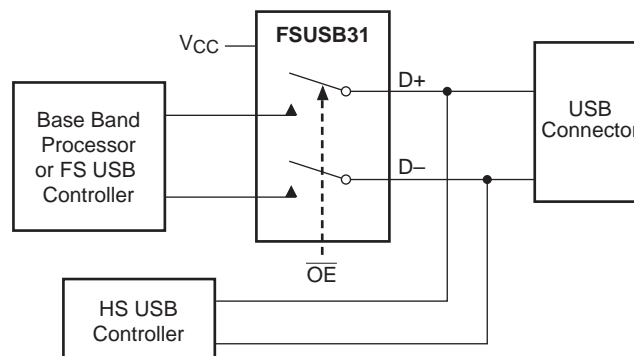 FSUSB31
VCC
D+
Base Band
Processor
or FS USB
Controller
USB
Connector
D–
OE
HS USB
Controller